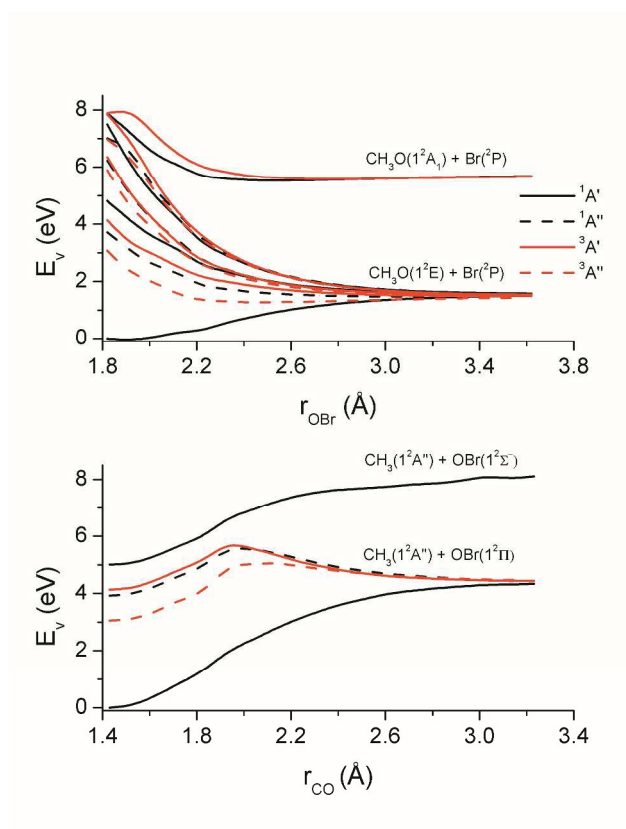 8
6
4
2
0
E_v (eV)
CH₃O(1²A₁) + Br(²P)
CH₃O(1²E) + Br(²P)
¹A'
¹A"
³A'
³A"
1.8 2.2 2.6 3.0 3.4 3.8
r_OBr (Å)
8
6
4
2
0
E_v (eV)
CH₃(1²A") + OBr(1²Σ⁻)
CH₃(1²A") + OBr(1²Π)
1.4 1.8 2.2 2.6 3.0 3.4
r_CO (Å)